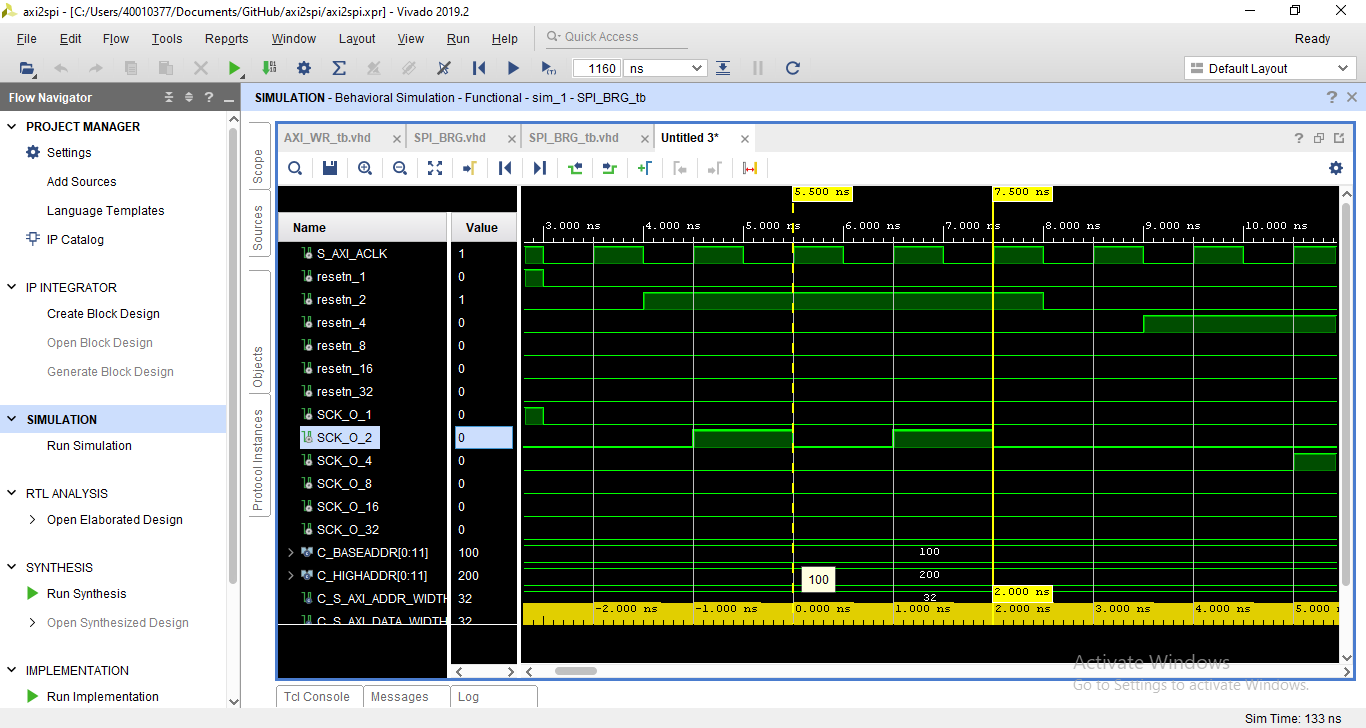 axi2spi - [C:/Users/40010377/Documents/GitHub/axi2spi/axi2spi.xpr] - Vivado 2019.2
File Edit Flow Tools Reports Window Layout View Run Help Quick Access Ready
1160 ns Default Layout
Flow Navigator
SIMULATION - Behavioral Simulation - Functional - sim_1 - SPI_BRG_tb
PROJECT MANAGER
Settings
Add Sources
Language Templates
IP Catalog
IP INTEGRATOR
Create Block Design
Open Block Design
Generate Block Design
SIMULATION
Run Simulation
RTL ANALYSIS
Open Elaborated Design
SYNTHESIS
Run Synthesis
Open Synthesized Design
IMPLEMENTATION
Run Implementation
Scope
Sources
Objects
Protocol Instances
AXI_WR_tb.vhd SPI_BRG.vhd SPI_BRG_tb.vhd Untitled 3*
5.500 ns 7.500 ns
Name Value
3.000 ns 4.000 ns 5.000 ns 6.000 ns 7.000 ns 8.000 ns 9.000 ns 10.000 ns
S_AXI_ACLK 1
resetn_1 0
resetn_2 1
resetn_4 0
resetn_8 0
resetn_16 0
resetn_32 0
SCK_O_1 0
SCK_O_2 0
SCK_O_4 0
SCK_O_8 0
SCK_O_16 0
SCK_O_32 0
C_BASEADDR[0:11] 100 100
C_HIGHADDR[0:11] 200 200
100
C_S_AXI_ADDR_WIDTH 32 32
2.000 ns
C_S_AXI_DATA_WIDTH 32
-2.000 ns -1.000 ns 0.000 ns 1.000 ns 2.000 ns 3.000 ns 4.000 ns 5.000
Activate Windows
Go to Settings to activate Windows.
Tcl Console Messages Log
Sim Time: 133 ns